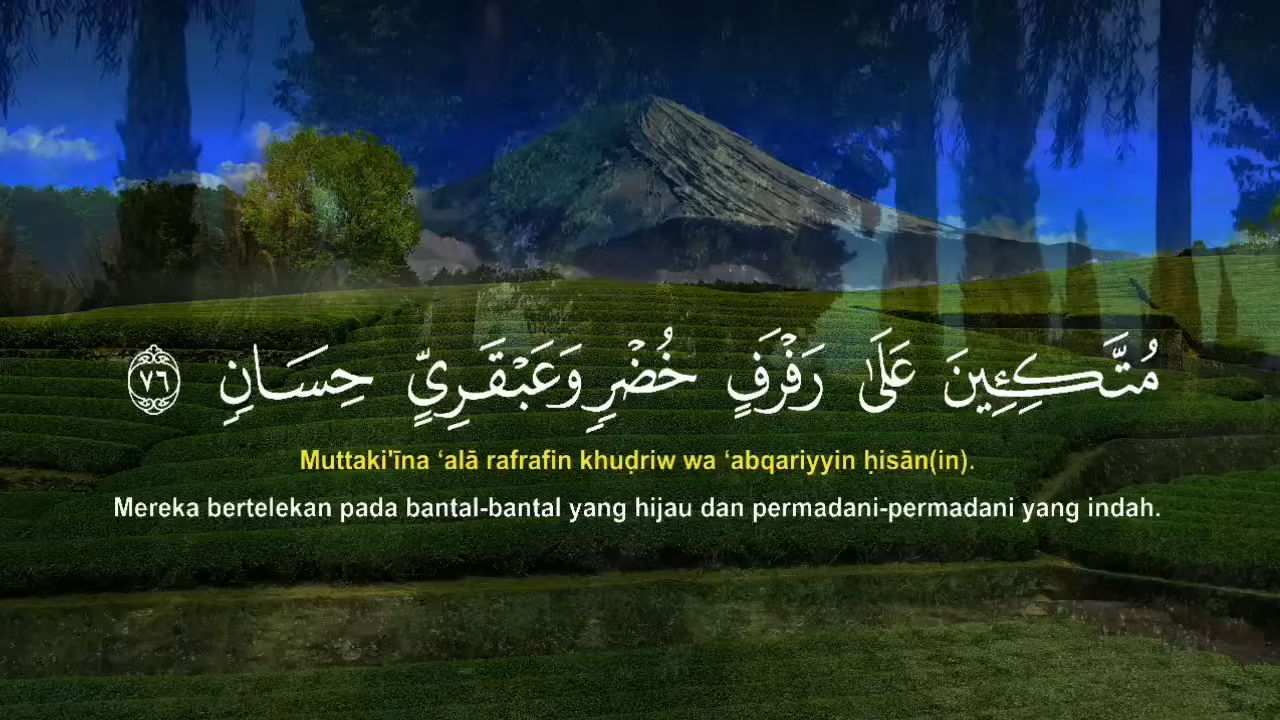 مُتَّكِـِٕينَ عَلٰى رَفْرَفٍ خُضْرٍ وَعَبْقَرِيٍّ حِسَانٍ ۝٧٦
Muttaki'īna ‘alā rafrafin khuḍriw wa ‘abqariyyin ḥisān(in).
Mereka bertelekan pada bantal-bantal yang hijau dan permadani-permadani yang indah.